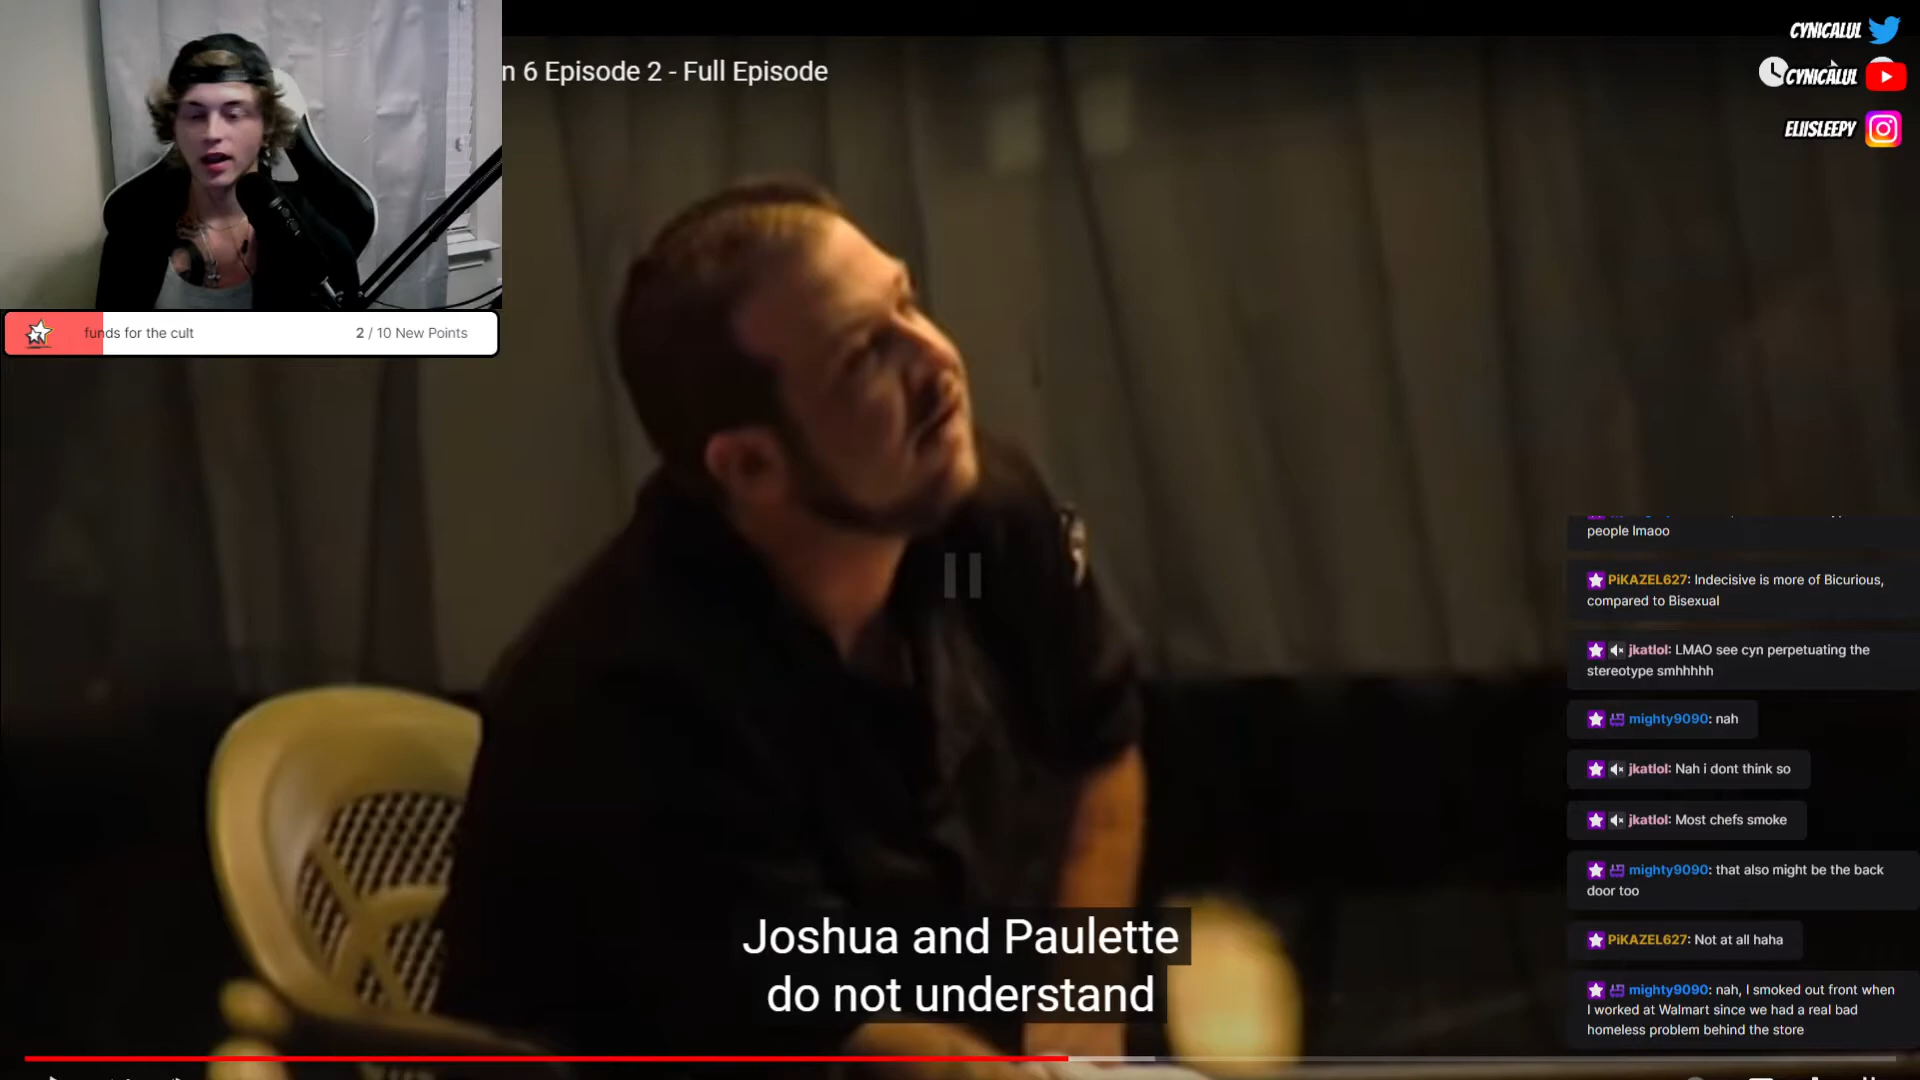 n 6 Episode 2 - Full Episode
CYNICALUL
CYNICALUL
ELIISLEEPY
funds for the cult
2 / 10 New Points
people lmaoo
PiKAZEL627: Indecisive is more of Bicurious,
compared to Bisexual
jkatlol: LMAO see cyn perpetuating the
stereotype smhhhhh
mighty9090: nah
jkatlol: Nah i dont think so
jkatlol: Most chefs smoke
mighty9090: that also might be the back
door too
PiKAZEL627: Not at all haha
mighty9090: nah, I smoked out front when
I worked at Walmart since we had a real bad
homeless problem behind the store
Joshua and Paulette
do not understand